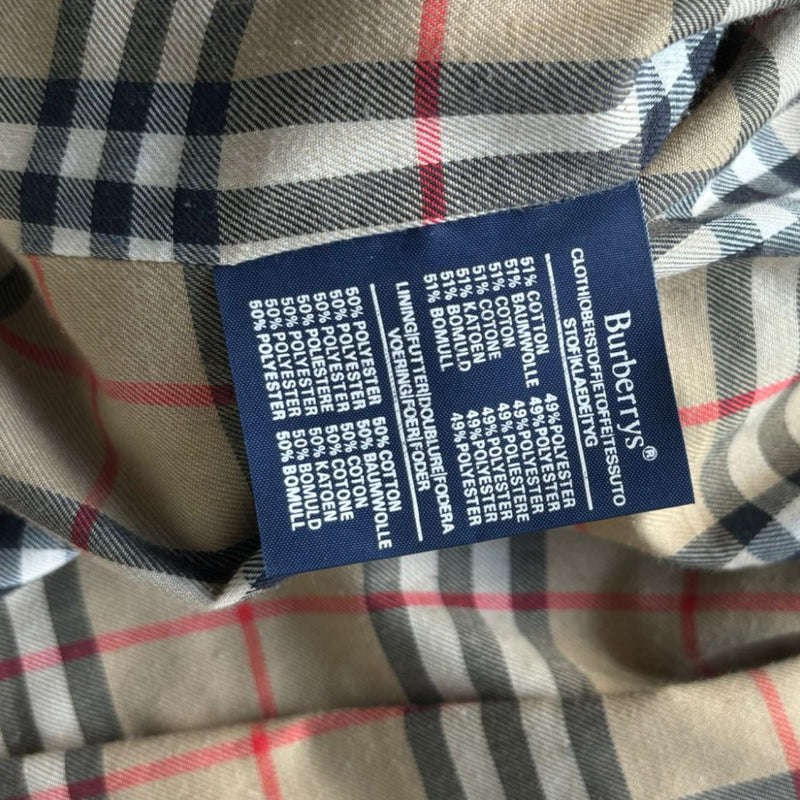 Burberrys®
CLOTH|OBERSTOFF|ETOFFE|TESSUTO
STOF|KLAEDE|TYG
51% COTTON 49% POLYESTER
51% BAUMWOLLE 49% POLYESTER
51% COTON 49% POLYESTER
51% COTONE 49% POLIESTERE
51% KATOEN 49% POLYESTER
51% BOMULD 49% POLYESTER
51% BOMULL 49% POLYESTER
LINING|FUTTER|DOUBLURE|FODERA
VOERING|FOER|FODER
50% POLYESTER 50% COTTON
50% POLYESTER 50% BAUMWOLLE
50% POLYESTER 50% COTON
50% POLIESTERE 50% COTONE
50% POLYESTER 50% KATOEN
50% POLYESTER 50% BOMULD
50% POLYESTER 50% BOMULL